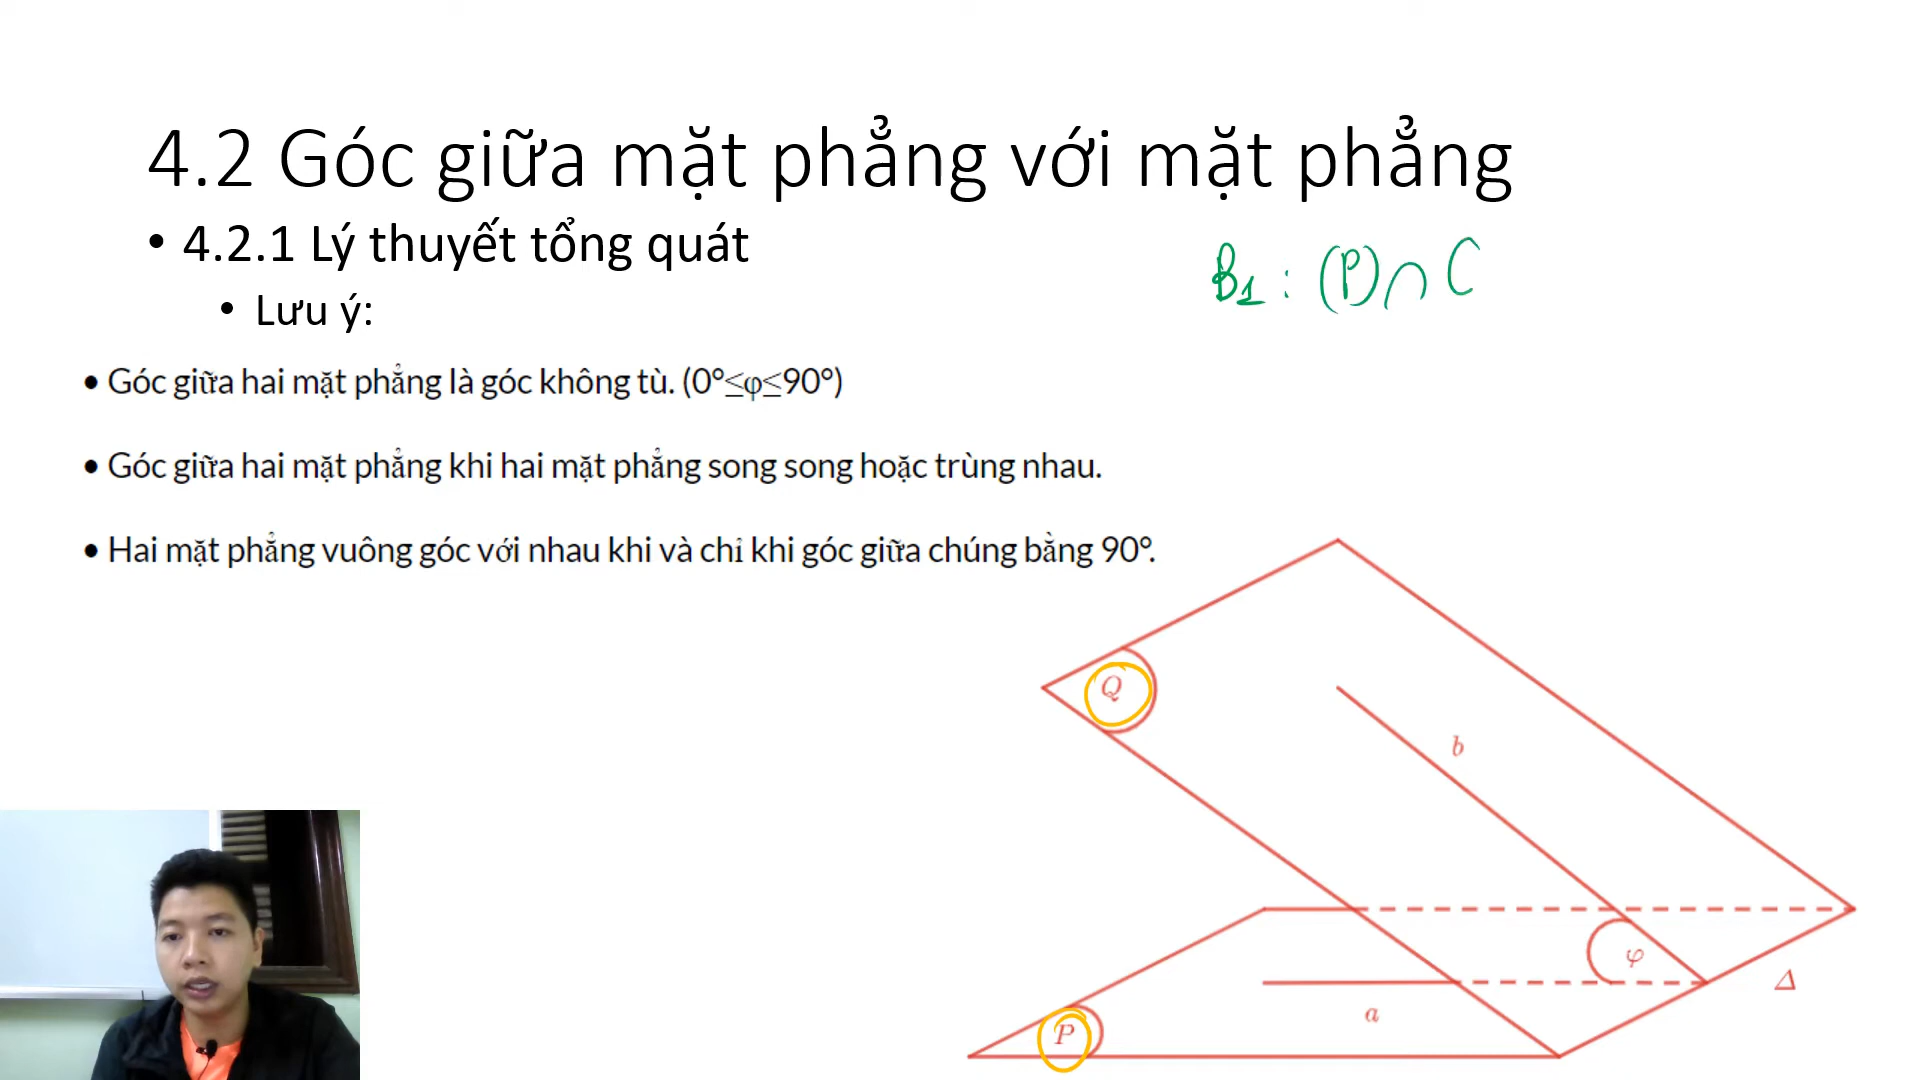 4.2 Góc giữa mặt phẳng với mặt phẳng
• 4.2.1 Lý thuyết tổng quát
• Lưu ý:
B1 : (P) ∩ (
• Góc giữa hai mặt phẳng là góc không tù. (0°≤φ≤90°)
• Góc giữa hai mặt phẳng khi hai mặt phẳng song song hoặc trùng nhau.
• Hai mặt phẳng vuông góc với nhau khi và chỉ khi góc giữa chúng bằng 90°.
Q
b
φ
Δ
a
P